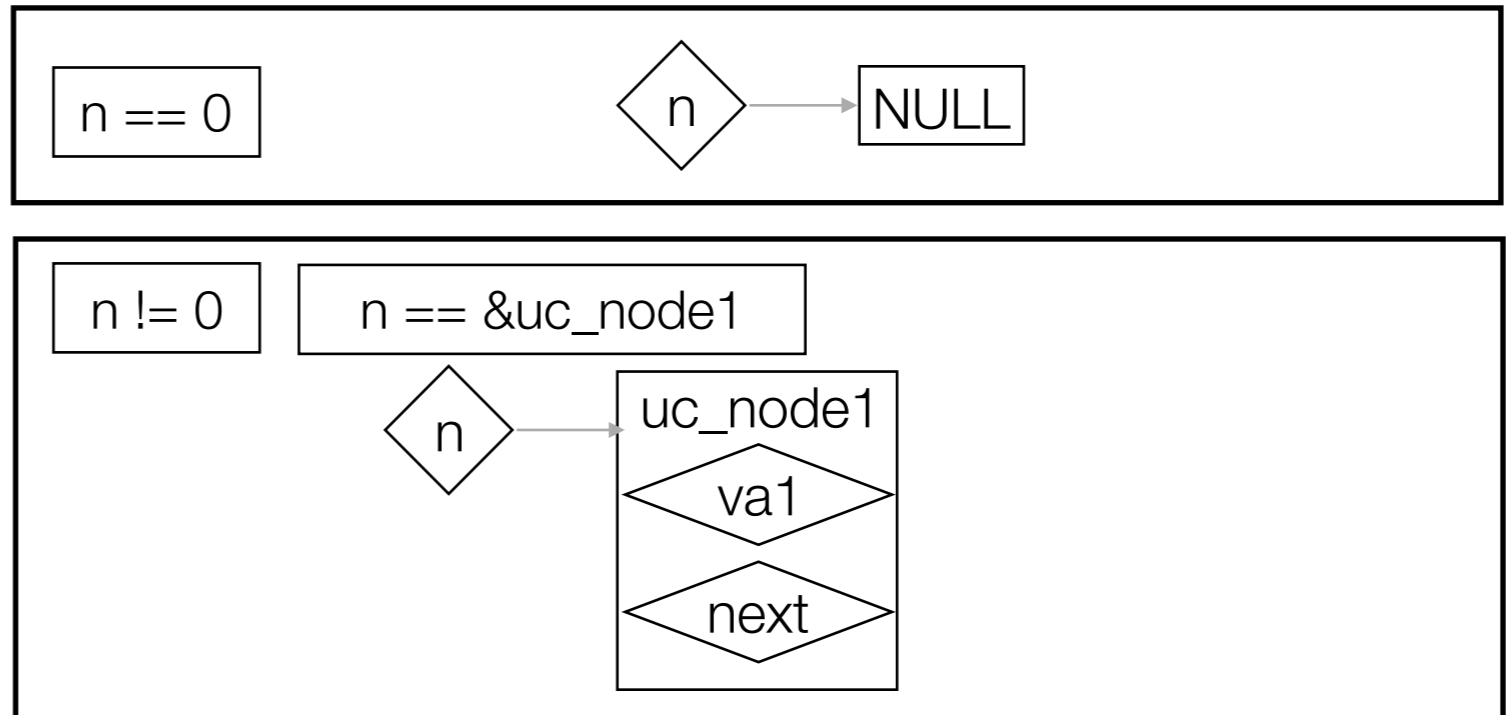 n == 0
n
NULL
n != 0
n == &uc_node1
n
uc_node1
va1
next